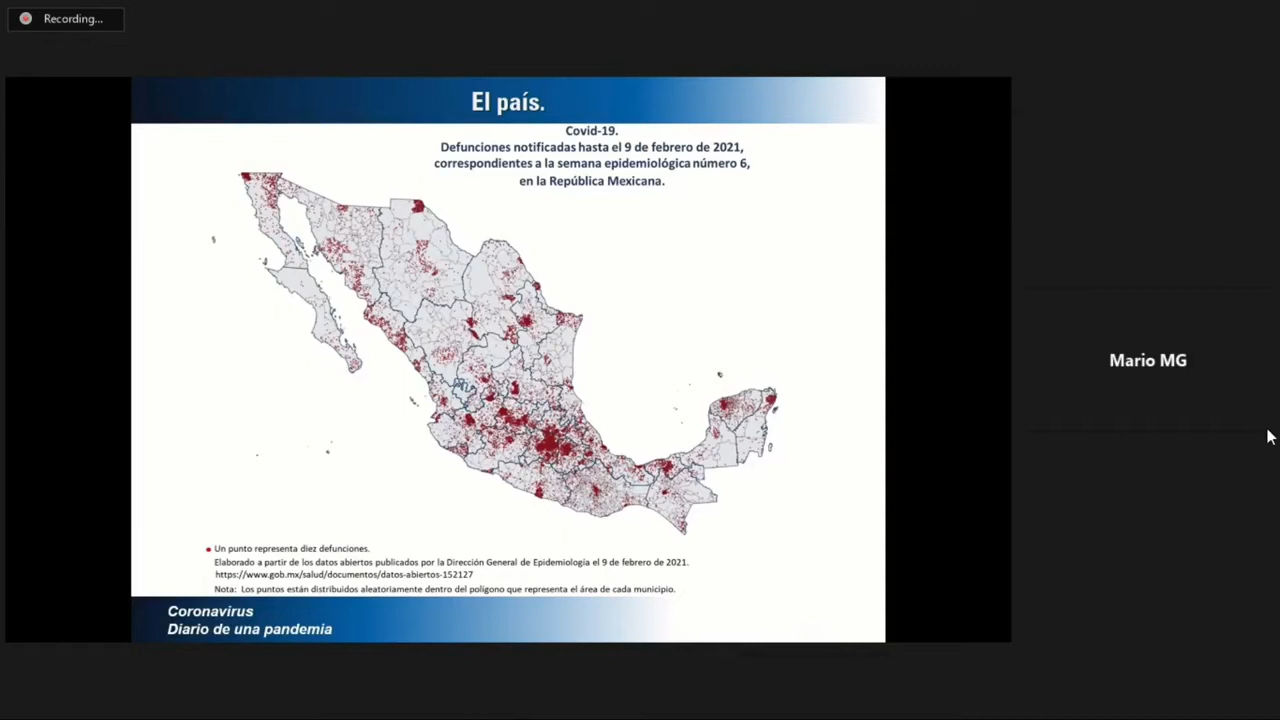 Recording...
El país.
Covid-19.
Defunciones notificadas hasta el 9 de febrero de 2021,
correspondientes a la semana epidemiológica número 6,
en la República Mexicana.
Mario MG
Un punto representa diez defunciones.
Elaborado a partir de los datos abiertos publicados por la Dirección General de Epidemiología el 9 de febrero de 2021.
https://www.gob.mx/salud/documentos/datos-abiertos-152127
Nota: Los puntos están distribuidos aleatoriamente dentro del polígono que representa el área de cada municipio.
Coronavirus
Diario de una pandemia